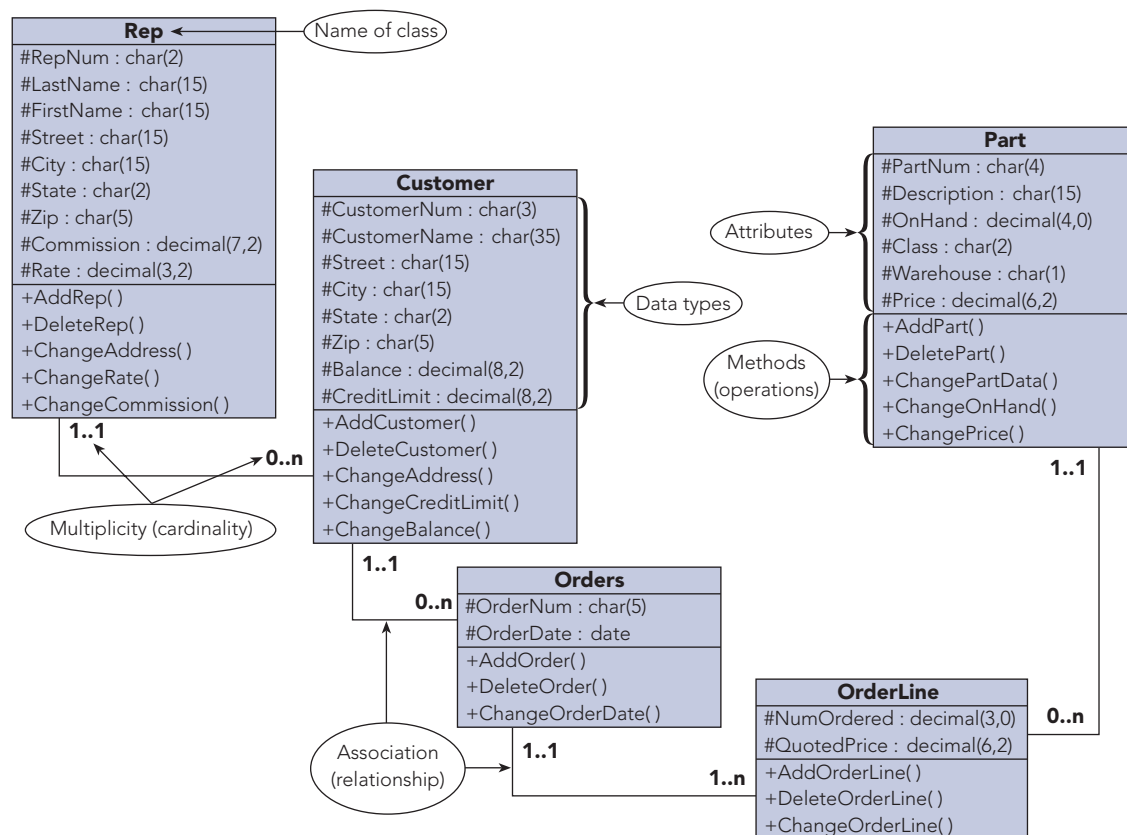 Rep
Name of class
#RepNum : char(2)
#LastName : char(15)
#FirstName : char(15)
#Street : char(15)
#City : char(15)
#State : char(2)
#Zip : char(5)
#Commission : decimal(7,2)
#Rate : decimal(3,2)
+AddRep( )
+DeleteRep( )
+ChangeAddress( )
+ChangeRate( )
+ChangeCommission( )
1..1
0..n
Multiplicity (cardinality)
Customer
#CustomerNum : char(3)
#CustomerName : char(35)
#Street : char(15)
#City : char(15)
#State : char(2)
#Zip : char(5)
#Balance : decimal(8,2)
#CreditLimit : decimal(8,2)
+AddCustomer( )
+DeleteCustomer( )
+ChangeAddress( )
+ChangeCreditLimit( )
+ChangeBalance( )
Data types
Part
#PartNum : char(4)
#Description : char(15)
#OnHand : decimal(4,0)
#Class : char(2)
#Warehouse : char(1)
#Price : decimal(6,2)
+AddPart( )
+DeletePart( )
+ChangePartData( )
+ChangeOnHand( )
+ChangePrice( )
Attributes
Methods
(operations)
1..1
1..1
0..n
Orders
#OrderNum : char(5)
#OrderDate : date
+AddOrder( )
+DeleteOrder( )
+ChangeOrderDate( )
Association
(relationship)
1..1
1..n
OrderLine
#NumOrdered : decimal(3,0)
#QuotedPrice : decimal(6,2)
+AddOrderLine( )
+DeleteOrderLine( )
+ChangeOrderLine( )
0..n